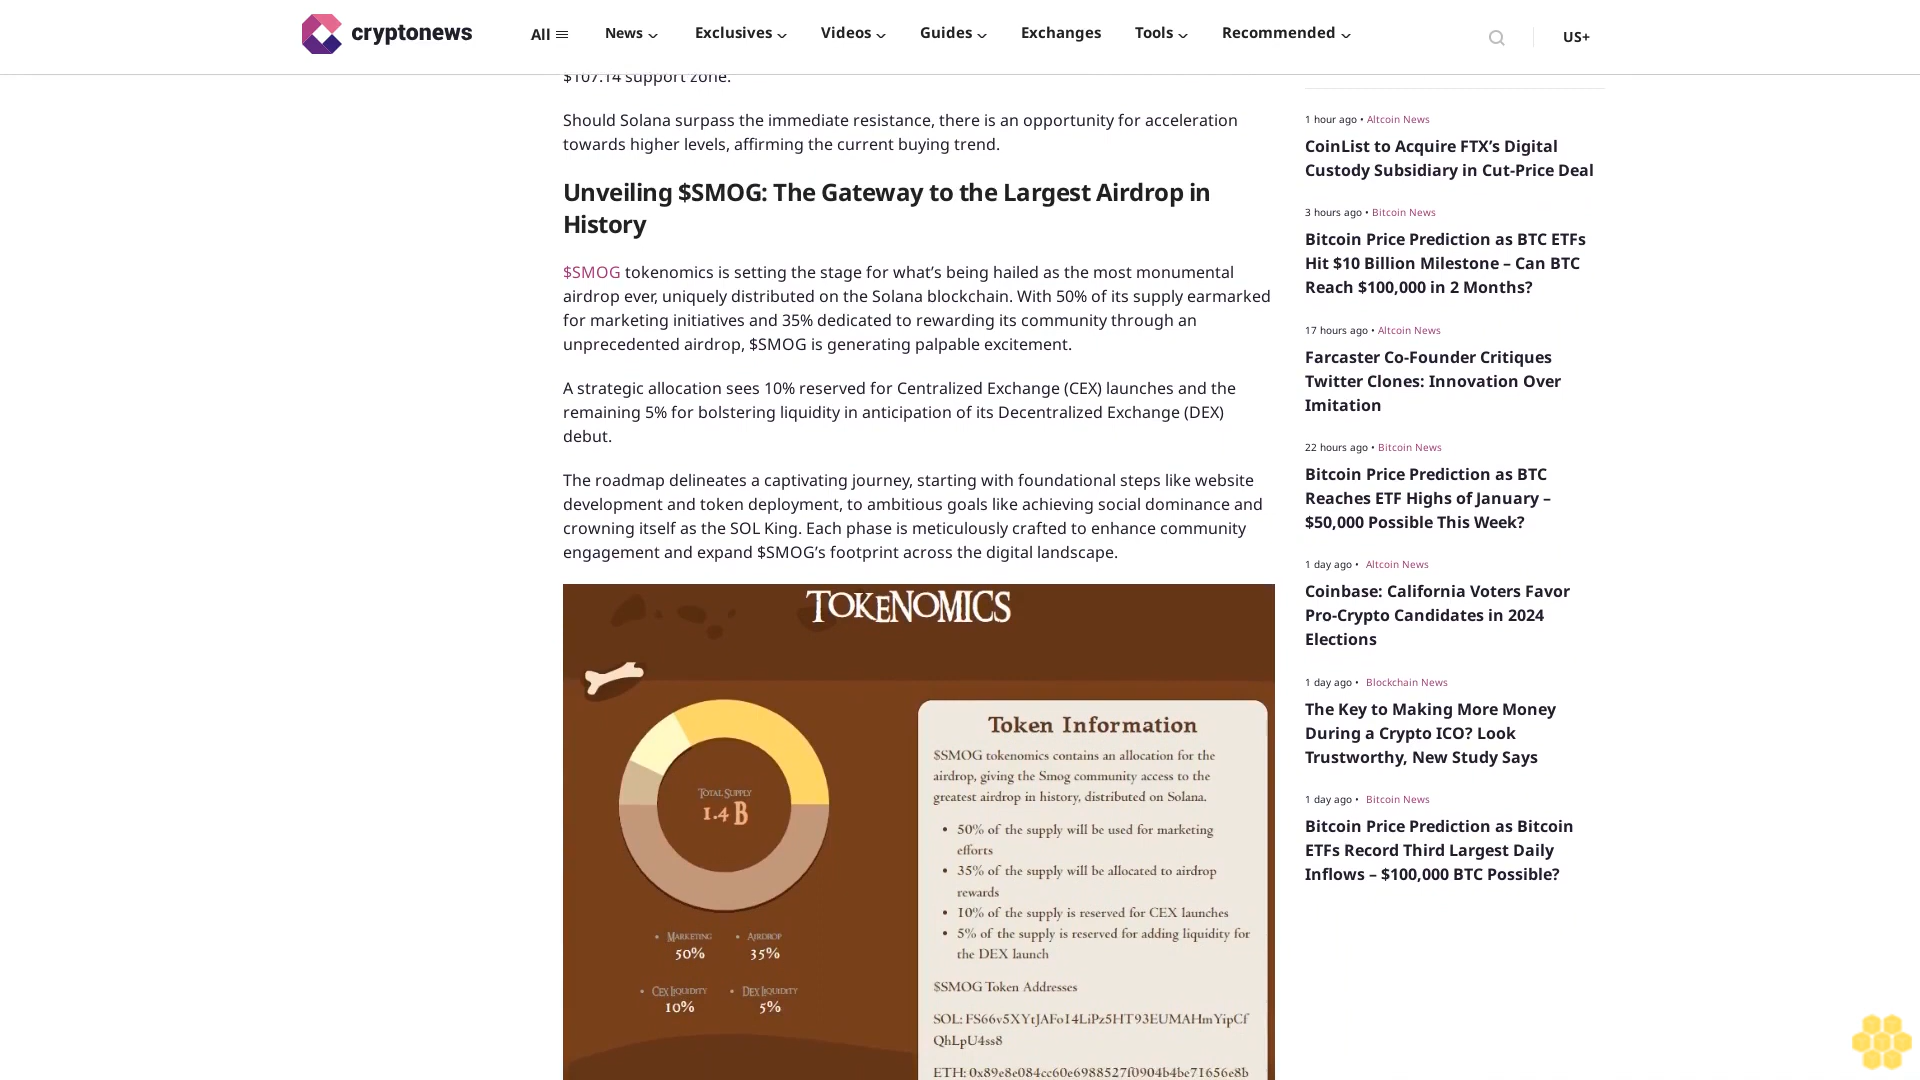 cryptonews
All
News
Exclusives
Videos
Guides
Exchanges
Tools
Recommended
US+
$107.14 support zone.
Should Solana surpass the immediate resistance, there is an opportunity for acceleration
towards higher levels, affirming the current buying trend.
Unveiling $SMOG: The Gateway to the Largest Airdrop in
History
$SMOG tokenomics is setting the stage for what’s being hailed as the most monumental
airdrop ever, uniquely distributed on the Solana blockchain. With 50% of its supply earmarked
for marketing initiatives and 35% dedicated to rewarding its community through an
unprecedented airdrop, $SMOG is generating palpable excitement.
A strategic allocation sees 10% reserved for Centralized Exchange (CEX) launches and the
remaining 5% for bolstering liquidity in anticipation of its Decentralized Exchange (DEX)
debut.
The roadmap delineates a captivating journey, starting with foundational steps like website
development and token deployment, to ambitious goals like achieving social dominance and
crowning itself as the SOL King. Each phase is meticulously crafted to enhance community
engagement and expand $SMOG’s footprint across the digital landscape.
TOKENOMICS
TOTAL SUPPLY
1.4 B
• MARKETING
50%
• AIRDROP
35%
• CEX LIQUIDITY
10%
• DEX LIQUIDITY
5%
Token Information
$SMOG tokenomics contains an allocation for the
airdrop, giving the Smog community access to the
greatest airdrop in history, distributed on Solana.
• 50% of the supply will be used for marketing
efforts
• 35% of the supply will be allocated to airdrop
rewards
• 10% of the supply is reserved for CEX launches
• 5% of the supply is reserved for adding liquidity for
the DEX launch
$SMOG Token Addresses
SOL: FS66v5XYtJAFo14LiPz5HT93EUMAHmYipCf
QhLpU4ss8
ETH: 0x89e8e084cc60e6988527f0904b4be71656e8b
1 hour ago • Altcoin News
CoinList to Acquire FTX’s Digital
Custody Subsidiary in Cut-Price Deal
3 hours ago • Bitcoin News
Bitcoin Price Prediction as BTC ETFs
Hit $10 Billion Milestone – Can BTC
Reach $100,000 in 2 Months?
17 hours ago • Altcoin News
Farcaster Co-Founder Critiques
Twitter Clones: Innovation Over
Imitation
22 hours ago • Bitcoin News
Bitcoin Price Prediction as BTC
Reaches ETF Highs of January –
$50,000 Possible This Week?
1 day ago • Altcoin News
Coinbase: California Voters Favor
Pro-Crypto Candidates in 2024
Elections
1 day ago • Blockchain News
The Key to Making More Money
During a Crypto ICO? Look
Trustworthy, New Study Says
1 day ago • Bitcoin News
Bitcoin Price Prediction as Bitcoin
ETFs Record Third Largest Daily
Inflows – $100,000 BTC Possible?